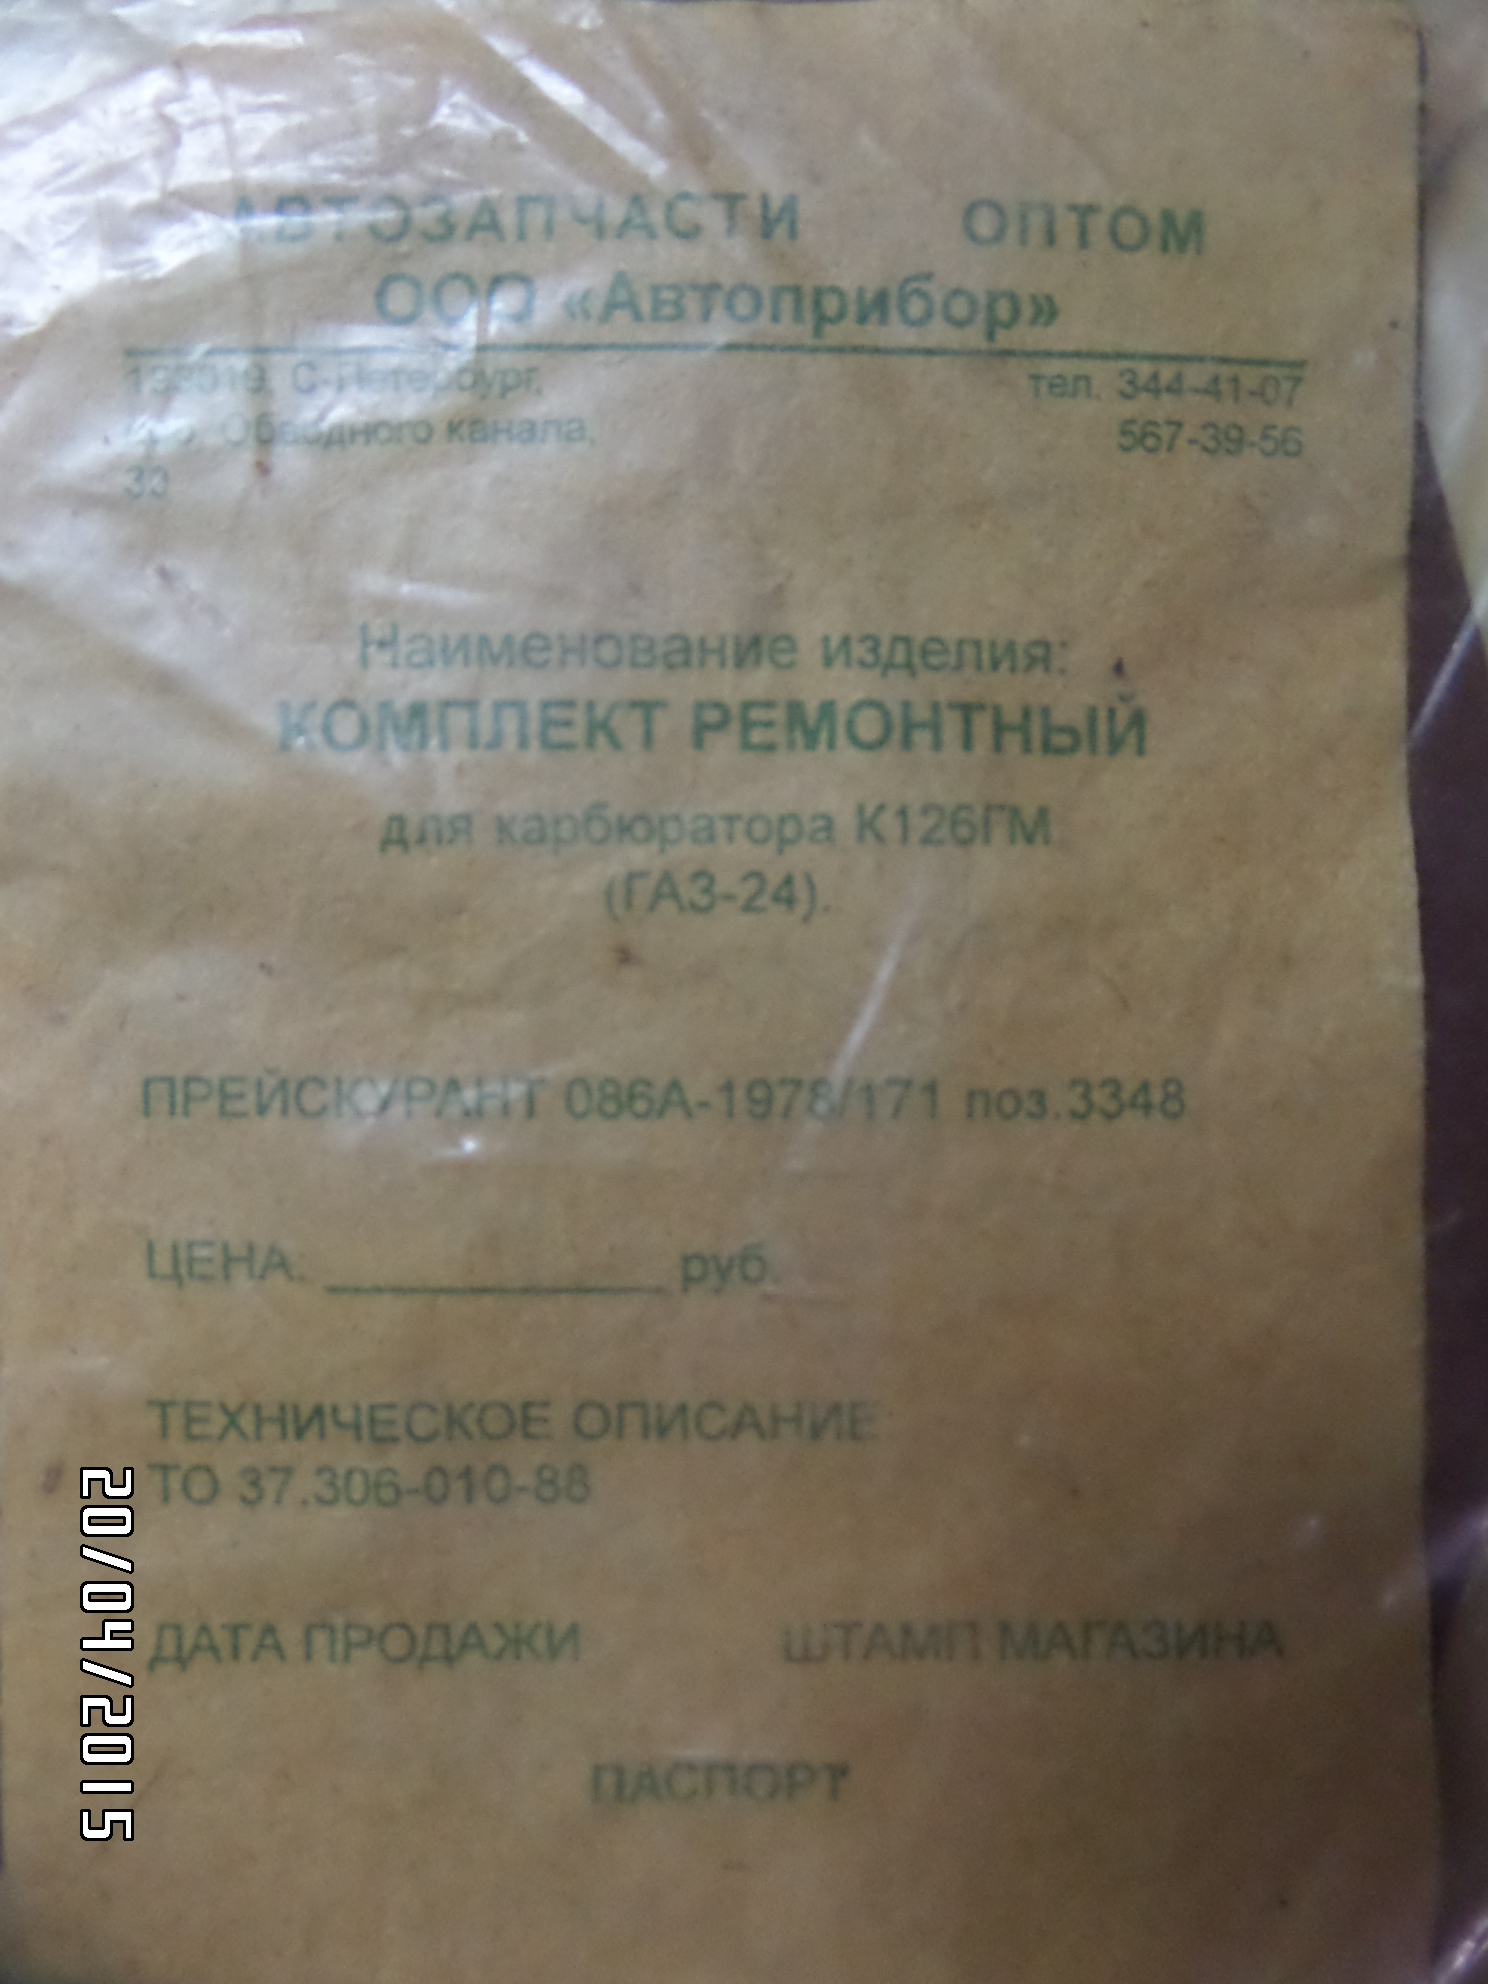 АВТОЗАПЧАСТИ ОПТОМ
ООО «Автоприбор»
С-Петербург, тел. 344-41-07
Обводного канала, 567-39-56
Наименование изделия:
КОМПЛЕКТ РЕМОНТНЫЙ
для карбюратора К126ГМ
(ГАЗ-24).
ПРЕЙСКУРАНТ 086А-1978/171 поз.3348
ЦЕНА: ____________ руб.
ТЕХНИЧЕСКОЕ ОПИСАНИЕ
ТО 37.306-010-88
ДАТА ПРОДАЖИ ШТАМП МАГАЗИНА
ПАСПОРТ
20/04/2015